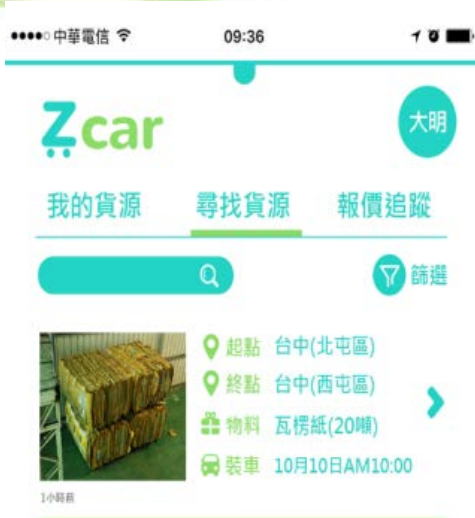 中華電信 09:36
Zcar
大明
我的貨源 尋找貨源 報價追蹤
篩選
起點 台中(北屯區)
終點 台中(西屯區)
物料 瓦楞紙(20噸)
裝車 10月10日AM10:00
1小時前